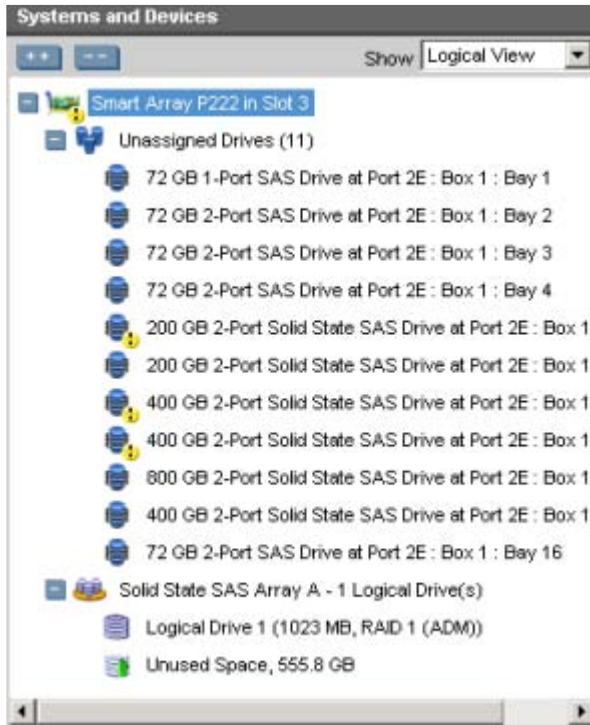 Systems and Devices
++ -- Show Logical View
Smart Array P222 in Slot 3
Unassigned Drives (11)
72 GB 1-Port SAS Drive at Port 2E : Box 1 : Bay 1
72 GB 2-Port SAS Drive at Port 2E : Box 1 : Bay 2
72 GB 2-Port SAS Drive at Port 2E : Box 1 : Bay 3
72 GB 2-Port SAS Drive at Port 2E : Box 1 : Bay 4
200 GB 2-Port Solid State SAS Drive at Port 2E : Box 1
200 GB 2-Port Solid State SAS Drive at Port 2E : Box 1
400 GB 2-Port Solid State SAS Drive at Port 2E : Box 1
400 GB 2-Port Solid State SAS Drive at Port 2E : Box 1
800 GB 2-Port Solid State SAS Drive at Port 2E : Box 1
400 GB 2-Port Solid State SAS Drive at Port 2E : Box 1
72 GB 2-Port SAS Drive at Port 2E : Box 1 : Bay 16
Solid State SAS Array A - 1 Logical Drive(s)
Logical Drive 1 (1023 MB, RAID 1 (ADM))
Unused Space, 555.8 GB